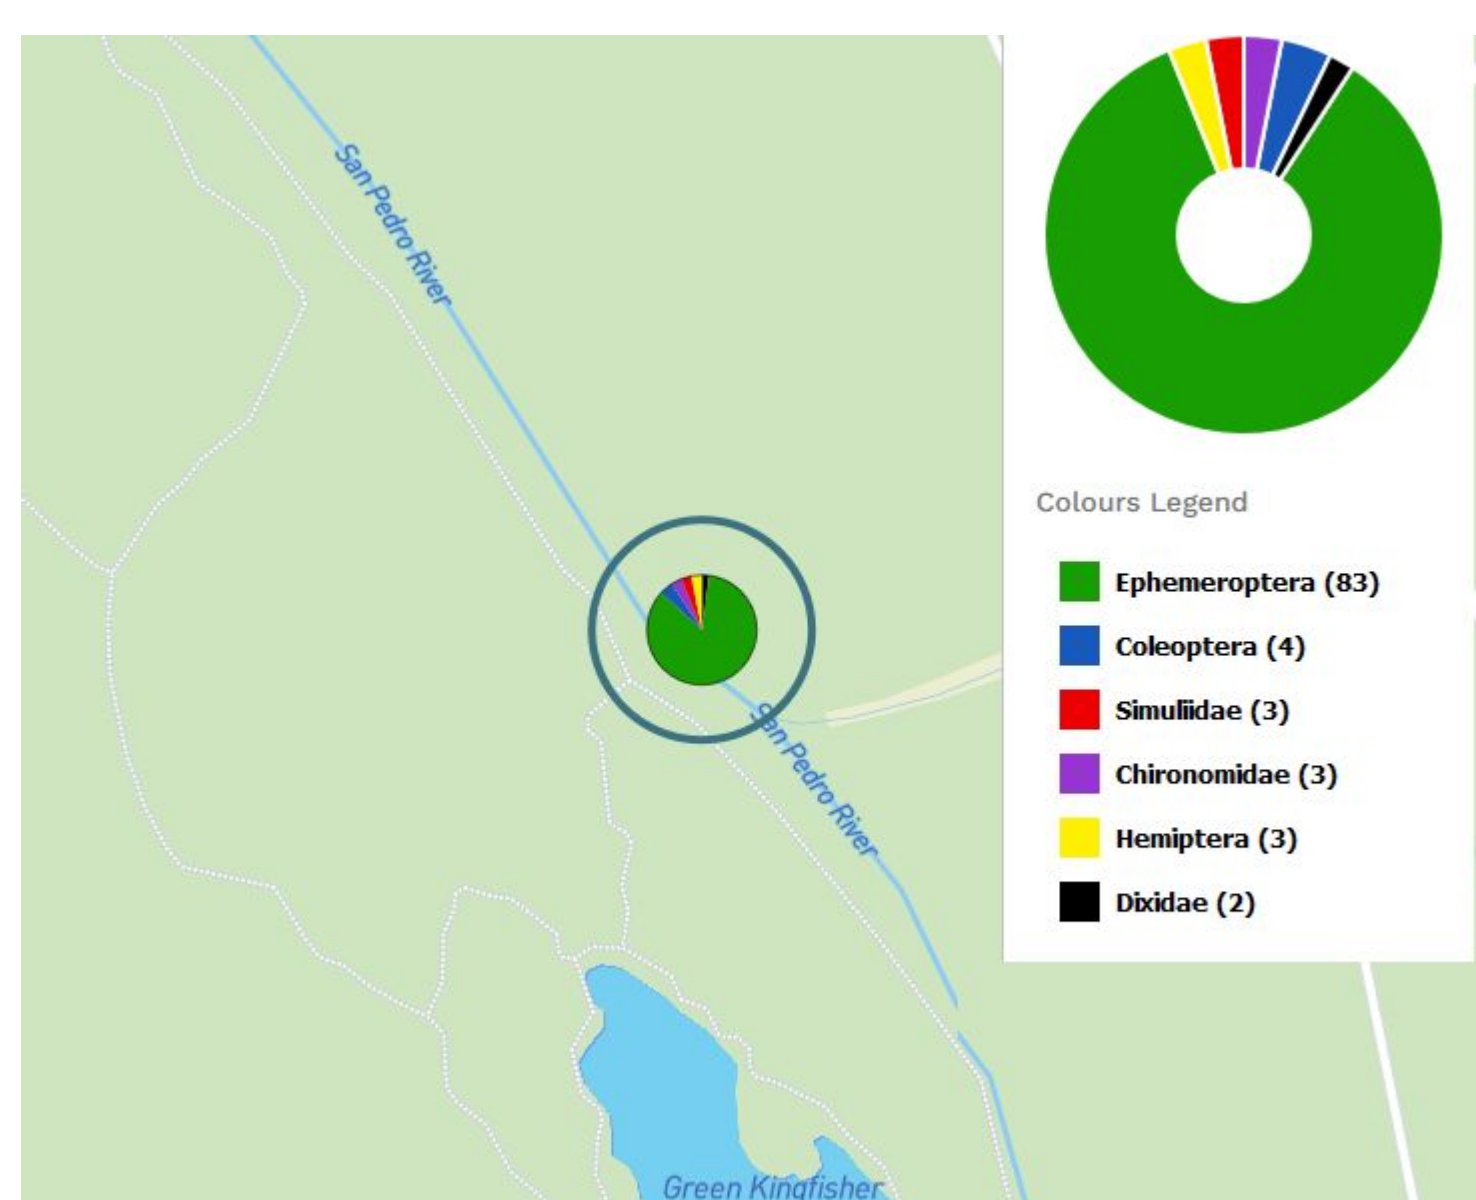 San Pedro River
Colours Legend
Ephemeroptera (83)
Coleoptera (4)
Simuliidae (3)
San Pedro River
Chironomidae (3)
Hemiptera (3)
Dixidae (2)
Green Kingfisher